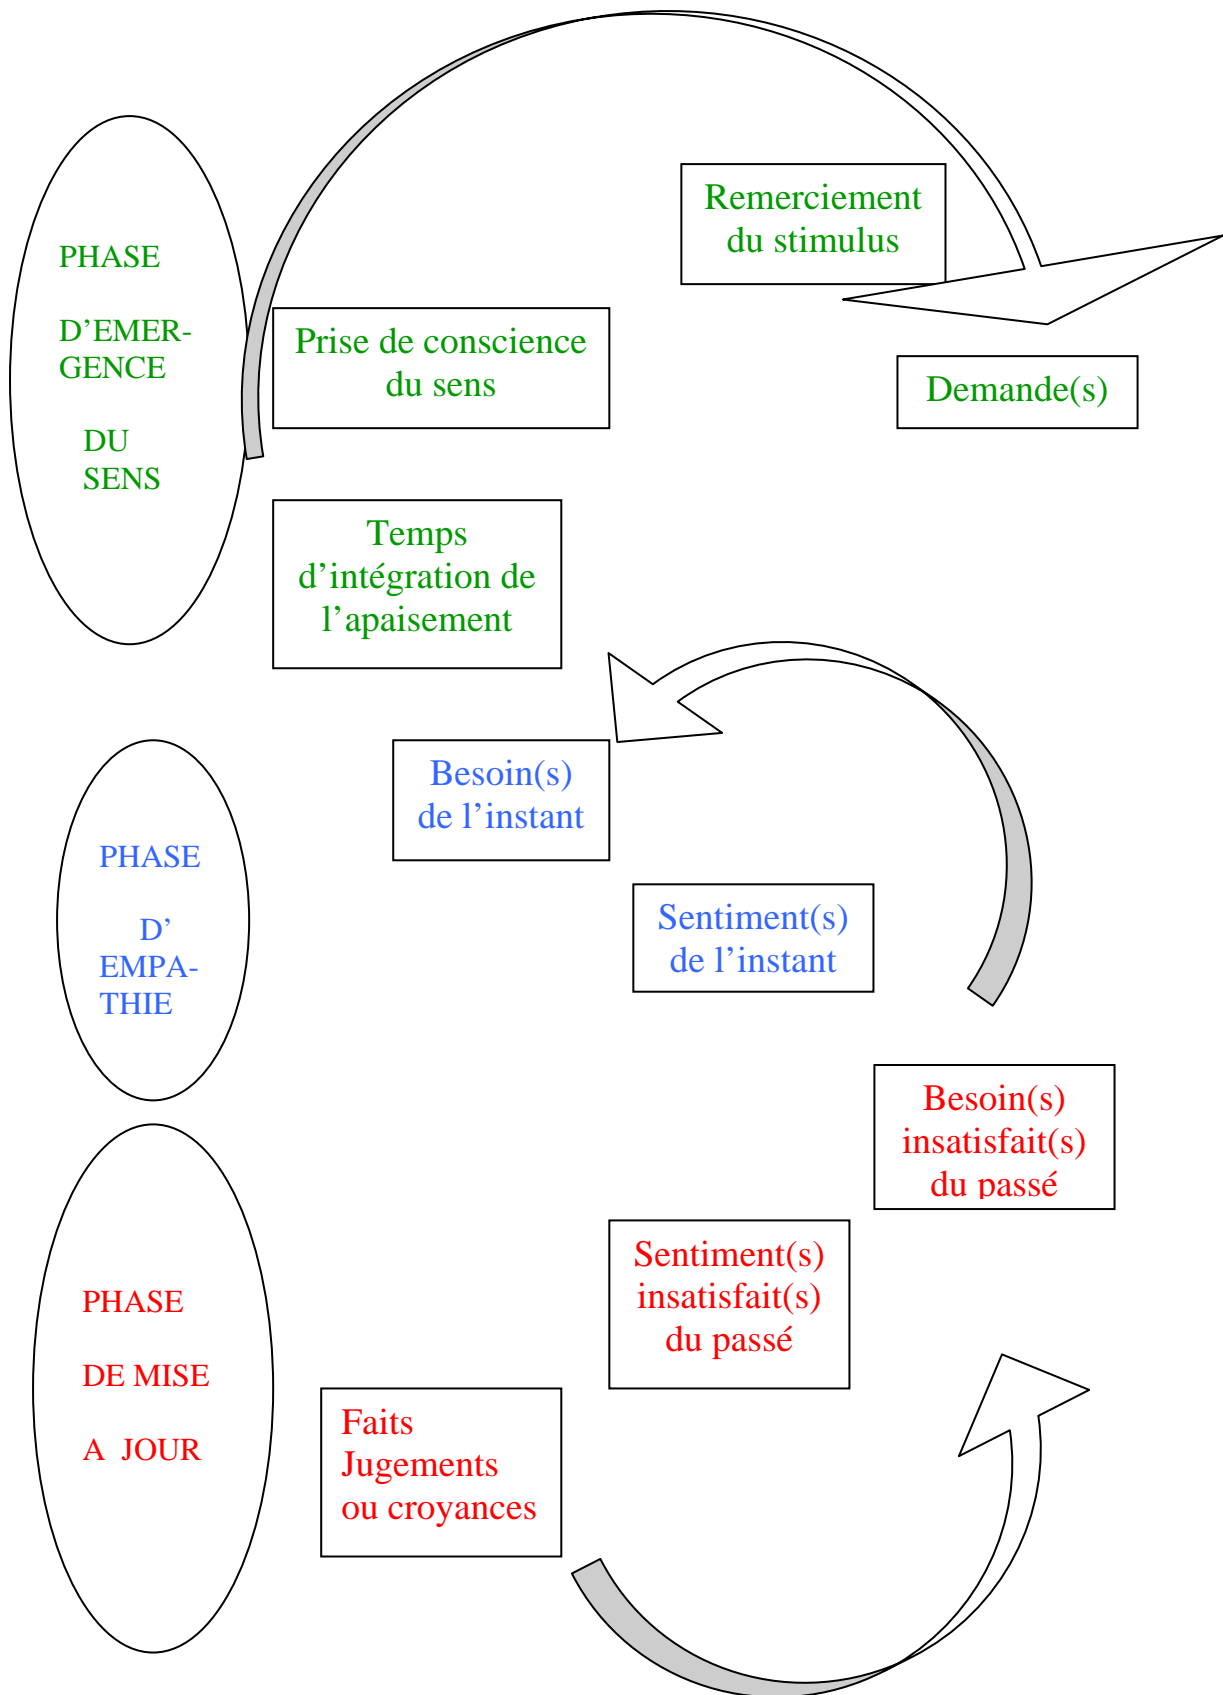 Remerciement
du stimulus
PHASE
D’EMER-
GENCE
DU
SENS
Prise de conscience
du sens
Demande(s)
Temps
d’intégration de
l’apaisement
Besoin(s)
de l’instant
PHASE
D’
EMPA-
THIE
Sentiment(s)
de l’instant
Besoin(s)
insatisfait(s)
du passé
Sentiment(s)
insatisfait(s)
du passé
PHASE
DE MISE
A JOUR
Faits
Jugements
ou croyances